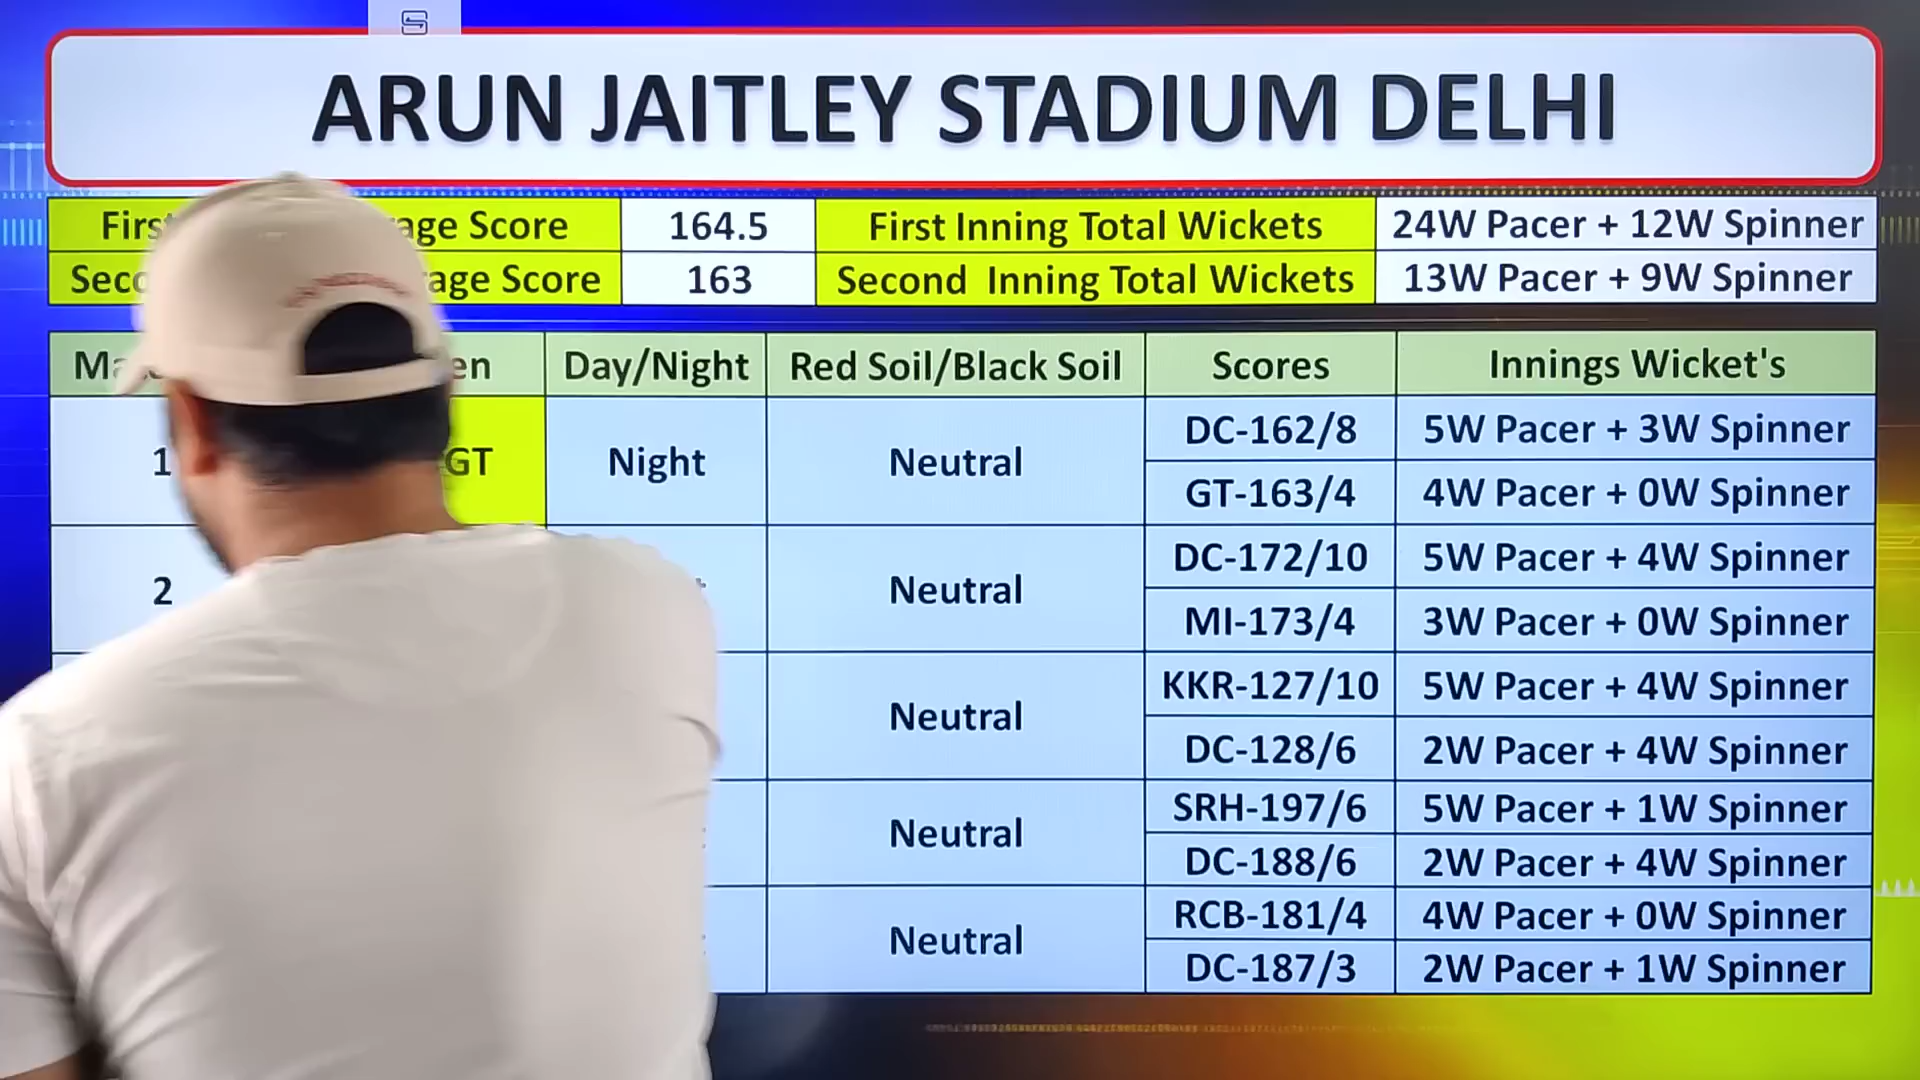 ARUN JAITLEY STADIUM DELHI
Score 164.5 First Inning Total Wickets 24W Pacer + 12W Spinner
Score 163 Second Inning Total Wickets 13W Pacer + 9W Spinner
Day/Night Red Soil/Black Soil Scores Innings Wicket's
1 GT Night Neutral DC-162/8 5W Pacer + 3W Spinner
GT-163/4 4W Pacer + 0W Spinner
2 Neutral DC-172/10 5W Pacer + 4W Spinner
MI-173/4 3W Pacer + 0W Spinner
Neutral KKR-127/10 5W Pacer + 4W Spinner
DC-128/6 2W Pacer + 4W Spinner
Neutral SRH-197/6 5W Pacer + 1W Spinner
DC-188/6 2W Pacer + 4W Spinner
Neutral RCB-181/4 4W Pacer + 0W Spinner
DC-187/3 2W Pacer + 1W Spinner